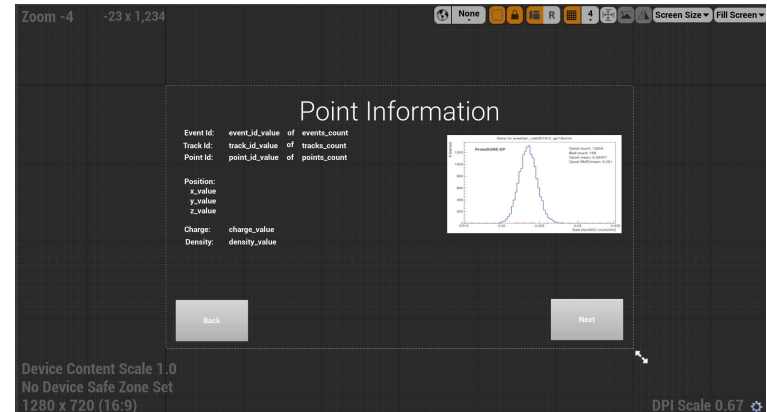 Zoom -4 -23 x 1,234 None R 4 Screen Size Fill Screen
Point Information
Event Id: event_id_value of events_count
Track Id: track_id_value of tracks_count
Point Id: point_id_value of points_count
Position:
x_value
y_value
z_value
Charge: charge_value
Density: density_value
ProtoDUNE-SP
Back
Next
Device Content Scale 1.0
No Device Safe Zone Set
1280 x 720 (16:9)
DPI Scale 0.67